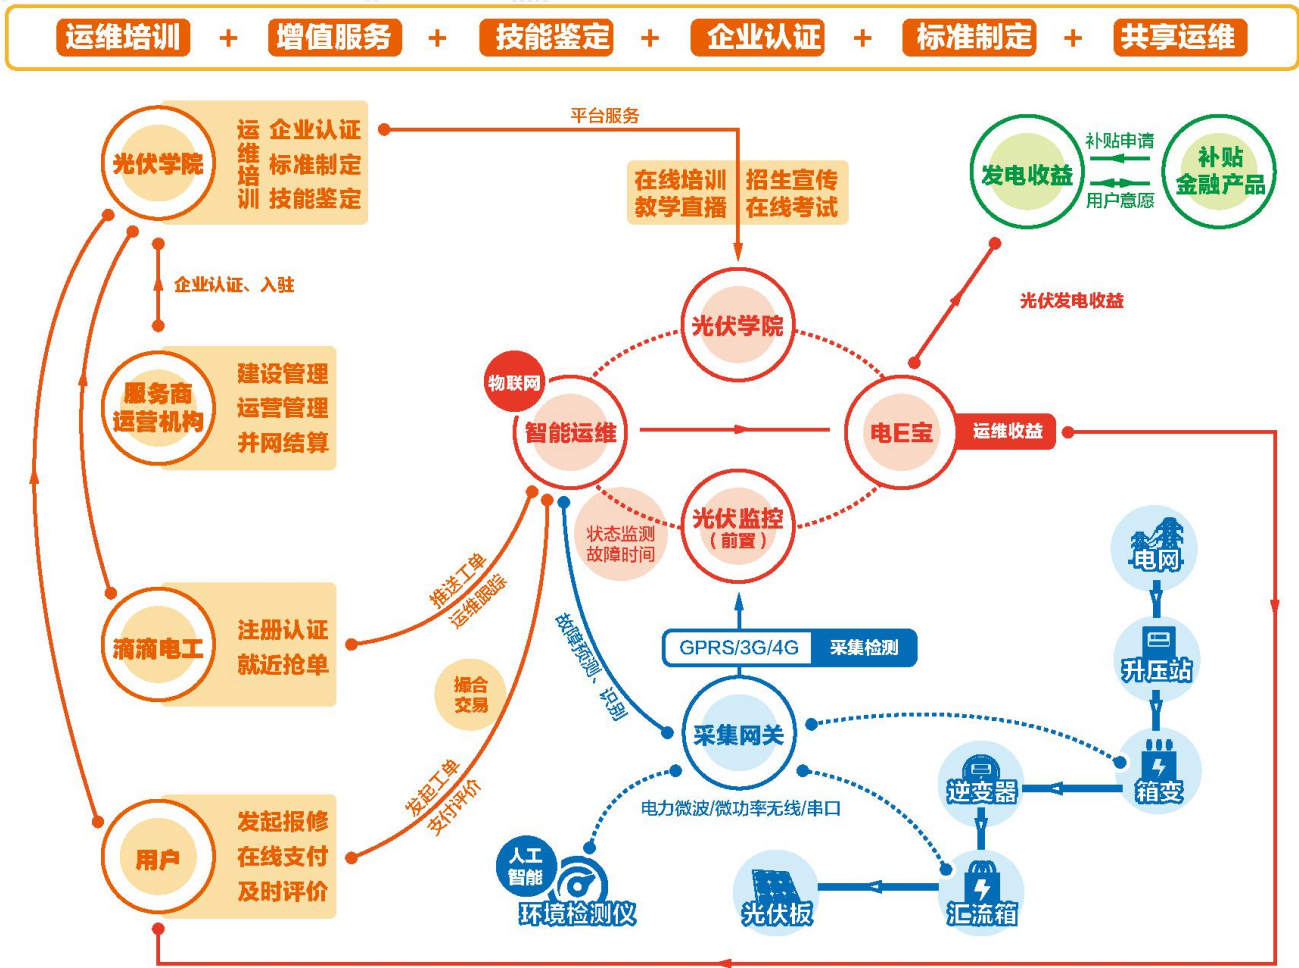 运维培训 + 增值服务 + 技能鉴定 + 企业认证 + 标准制定 + 共享运维
光伏学院
运维培训
企业认证
标准制定
技能鉴定
平台服务
在线培训 招生宣传
教学直播 在线考试
发电收益
补贴申请
用户意愿
补贴
金融产品
企业认证、入驻
光伏发电收益
服务商
运营机构
建设管理
运营管理
并网结算
光伏学院
物联网
智能运维
电E宝
运维收益
光伏监控
(前置)
状态监测
故障时间
推送工单
运维跟踪
故障预测、识别
GPRS/3G/4G 采集检测
滴滴电工
注册认证
就近抢单
撮合
交易
采集网关
电网
升压站
箱变
逆变器
汇流箱
光伏板
电力微波/微功率无线/串口
发起工单
支付评价
用户
发起报修
在线支付
及时评价
人工
智能
环境检测仪